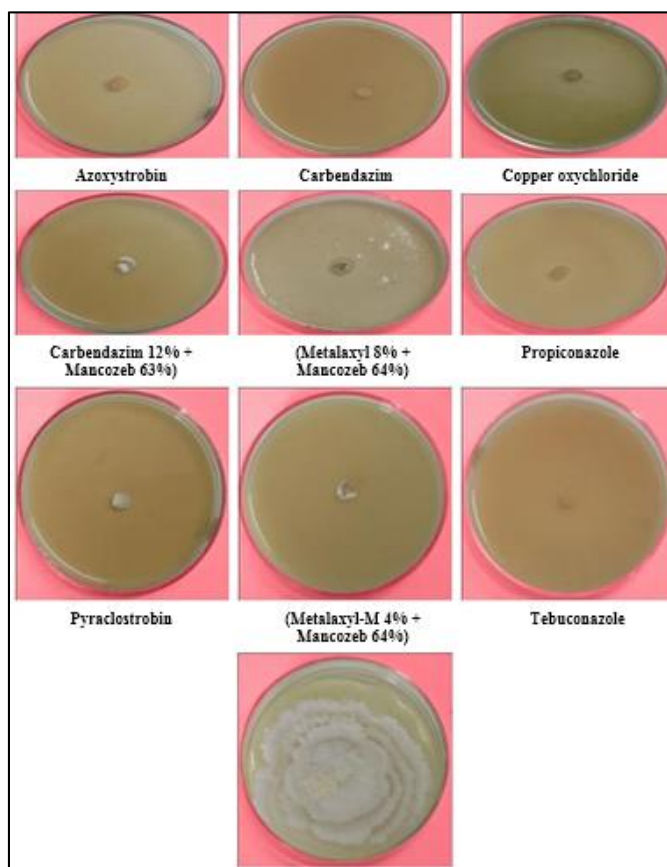 Azoxystrobin
Carbendazim
Copper oxychloride
Carbendazim 12% +
Mancozeb 63%)
(Metalaxyl 8% +
Mancozeb 64%)
Propiconazole
Pyraclostrobin
(Metalaxyl-M 4% +
Mancozeb 64%)
Tebuconazole